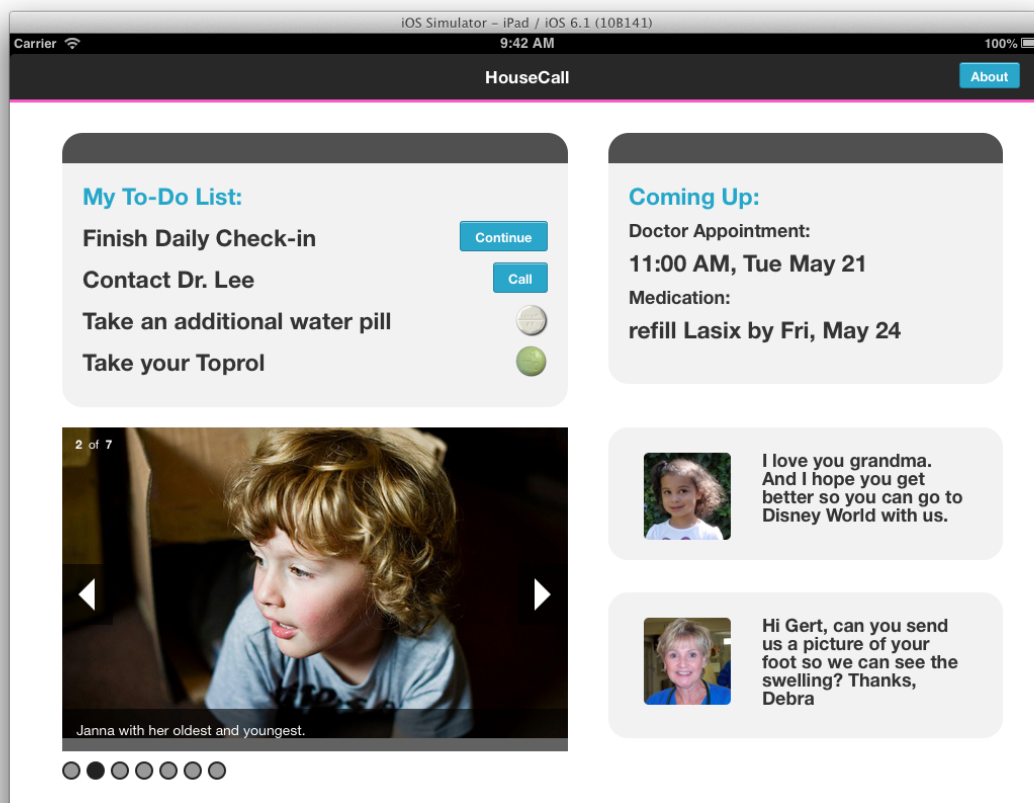 iOS Simulator – iPad / iOS 6.1 (10B141)
Carrier
9:42 AM
100%
HouseCall
About
My To-Do List:
Finish Daily Check-in
Continue
Contact Dr. Lee
Call
Take an additional water pill
Take your Toprol
Coming Up:
Doctor Appointment:
11:00 AM, Tue May 21
Medication:
refill Lasix by Fri, May 24
2 of 7
Janna with her oldest and youngest.
I love you grandma.
And I hope you get
better so you can go to
Disney World with us.
Hi Gert, can you send
us a picture of your
foot so we can see the
swelling? Thanks,
Debra